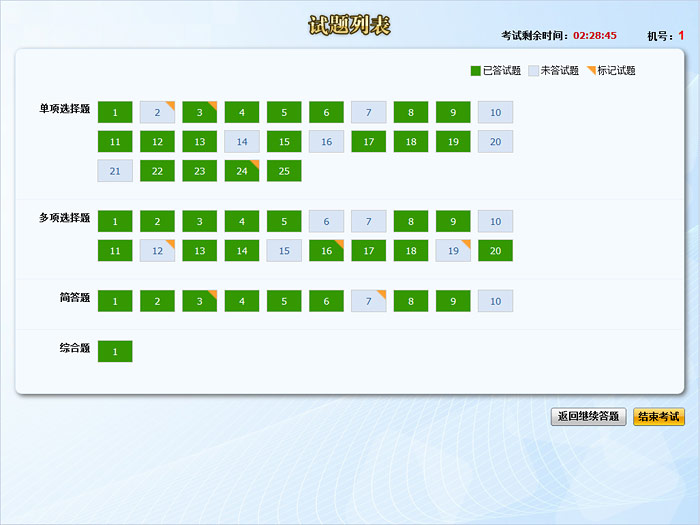 试题列表
考试剩余时间：02:28:45 机号：1
已答试题 未答试题 标记试题
单项选择题 1 2 3 4 5 6 7 8 9 10
11 12 13 14 15 16 17 18 19 20
21 22 23 24 25
多项选择题 1 2 3 4 5 6 7 8 9 10
11 12 13 14 15 16 17 18 19 20
简答题 1 2 3 4 5 6 7 8 9 10
综合题 1
返回继续答题 结束考试